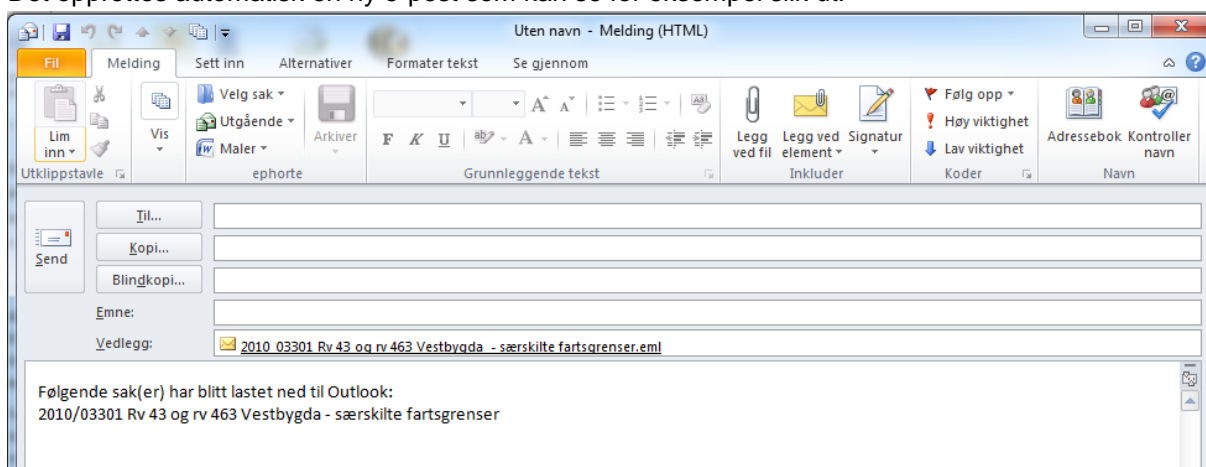 Uten navn - Melding (HTML)
Fil Melding Sett inn Alternativer Formater tekst Se gjennom
Lim inn
Vis
Velg sak
Utgående
Maler
Arkiver
F K U
Legg ved fil
Legg ved element
Signatur
Følg opp
Høy viktighet
Lav viktighet
Adressebok
Kontroller navn
Utklippstavle ephorte Grunnleggende tekst Inkluder Koder Navn
Send
Til...
Kopi...
Blindkopi...
Emne:
Vedlegg: 2010 03301 Rv 43 og rv 463 Vestbygda - særskilte fartsgrenser.eml
Følgende sak(er) har blitt lastet ned til Outlook:
2010/03301 Rv 43 og rv 463 Vestbygda - særskilte fartsgrenser